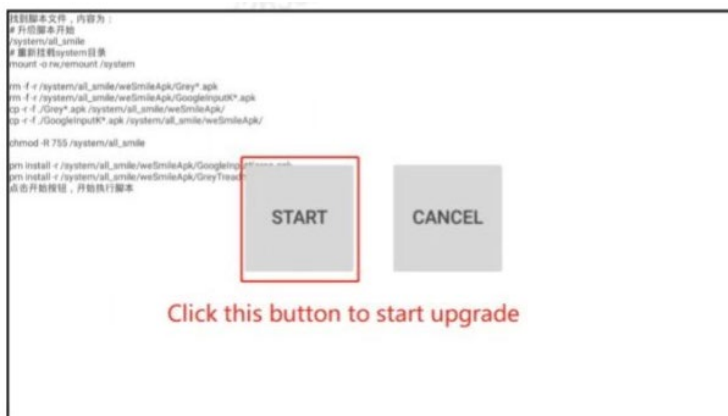 找到脚本文件，内容为：
# 升级脚本开始
/system/all_smile
# 重新挂载system目录
mount -o rw,remount /system
rm -f -r /system/all_smile/weSmileApk/Grey*.apk
rm -f -r /system/all_smile/weSmileApk/GoogleInputK*.apk
cp -r -f ./Grey*.apk /system/all_smile/weSmileApk/
cp -r -f ./GoogleInputK*.apk /system/all_smile/weSmileApk/
chmod -R 755 /system/all_smile
pm install -r /system/all_smile/weSmileApk/
pm install -r /system/all_smile/weSmileApk/GreyTread
点击开始按钮，开始执行脚本
START
CANCEL
Click this button to start upgrade